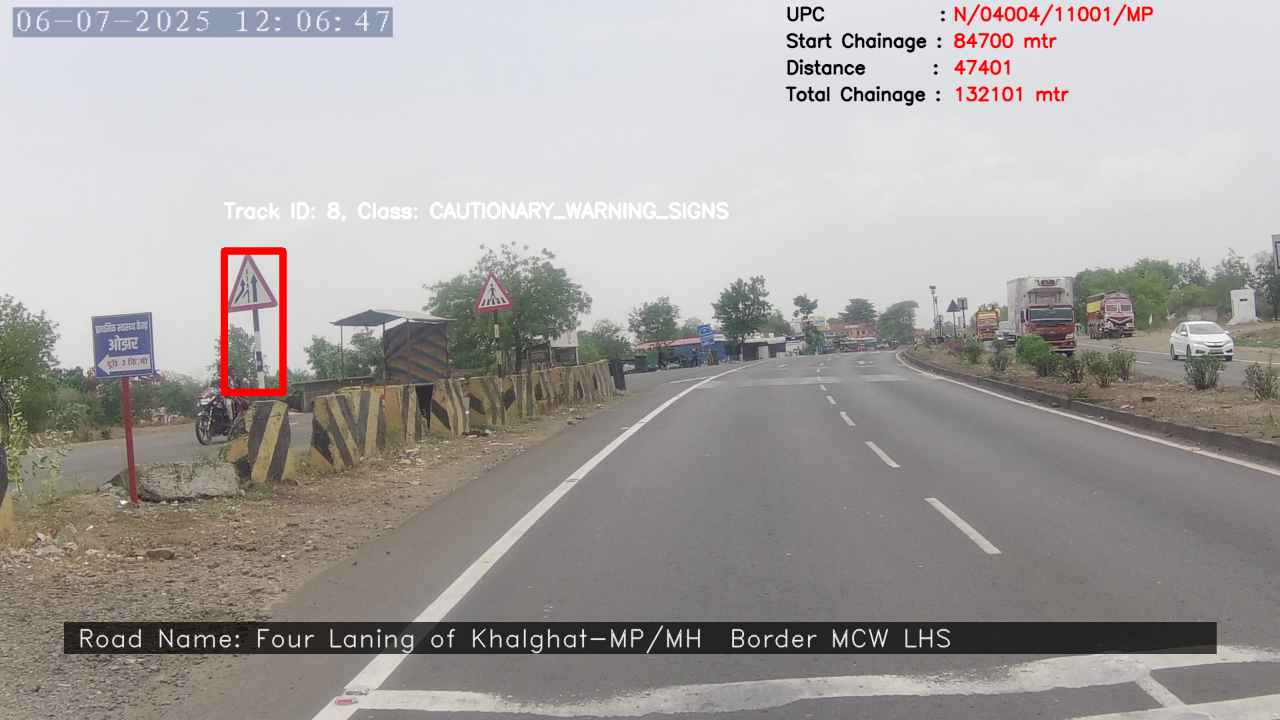 06-07-2025 12:06:47
UPC : N/04004/11001/MP
Start Chainage : 84700 mtr
Distance : 47401
Total Chainage : 132101 mtr
Track ID: 8, Class: CAUTIONARY_WARNING_SIGNS
प्राथमिक स्वास्थ्य केन्द्र
ओझर
दूरी
कि. मी.
Road Name: Four Laning of Khalghat-MP/MH Border MCW LHS